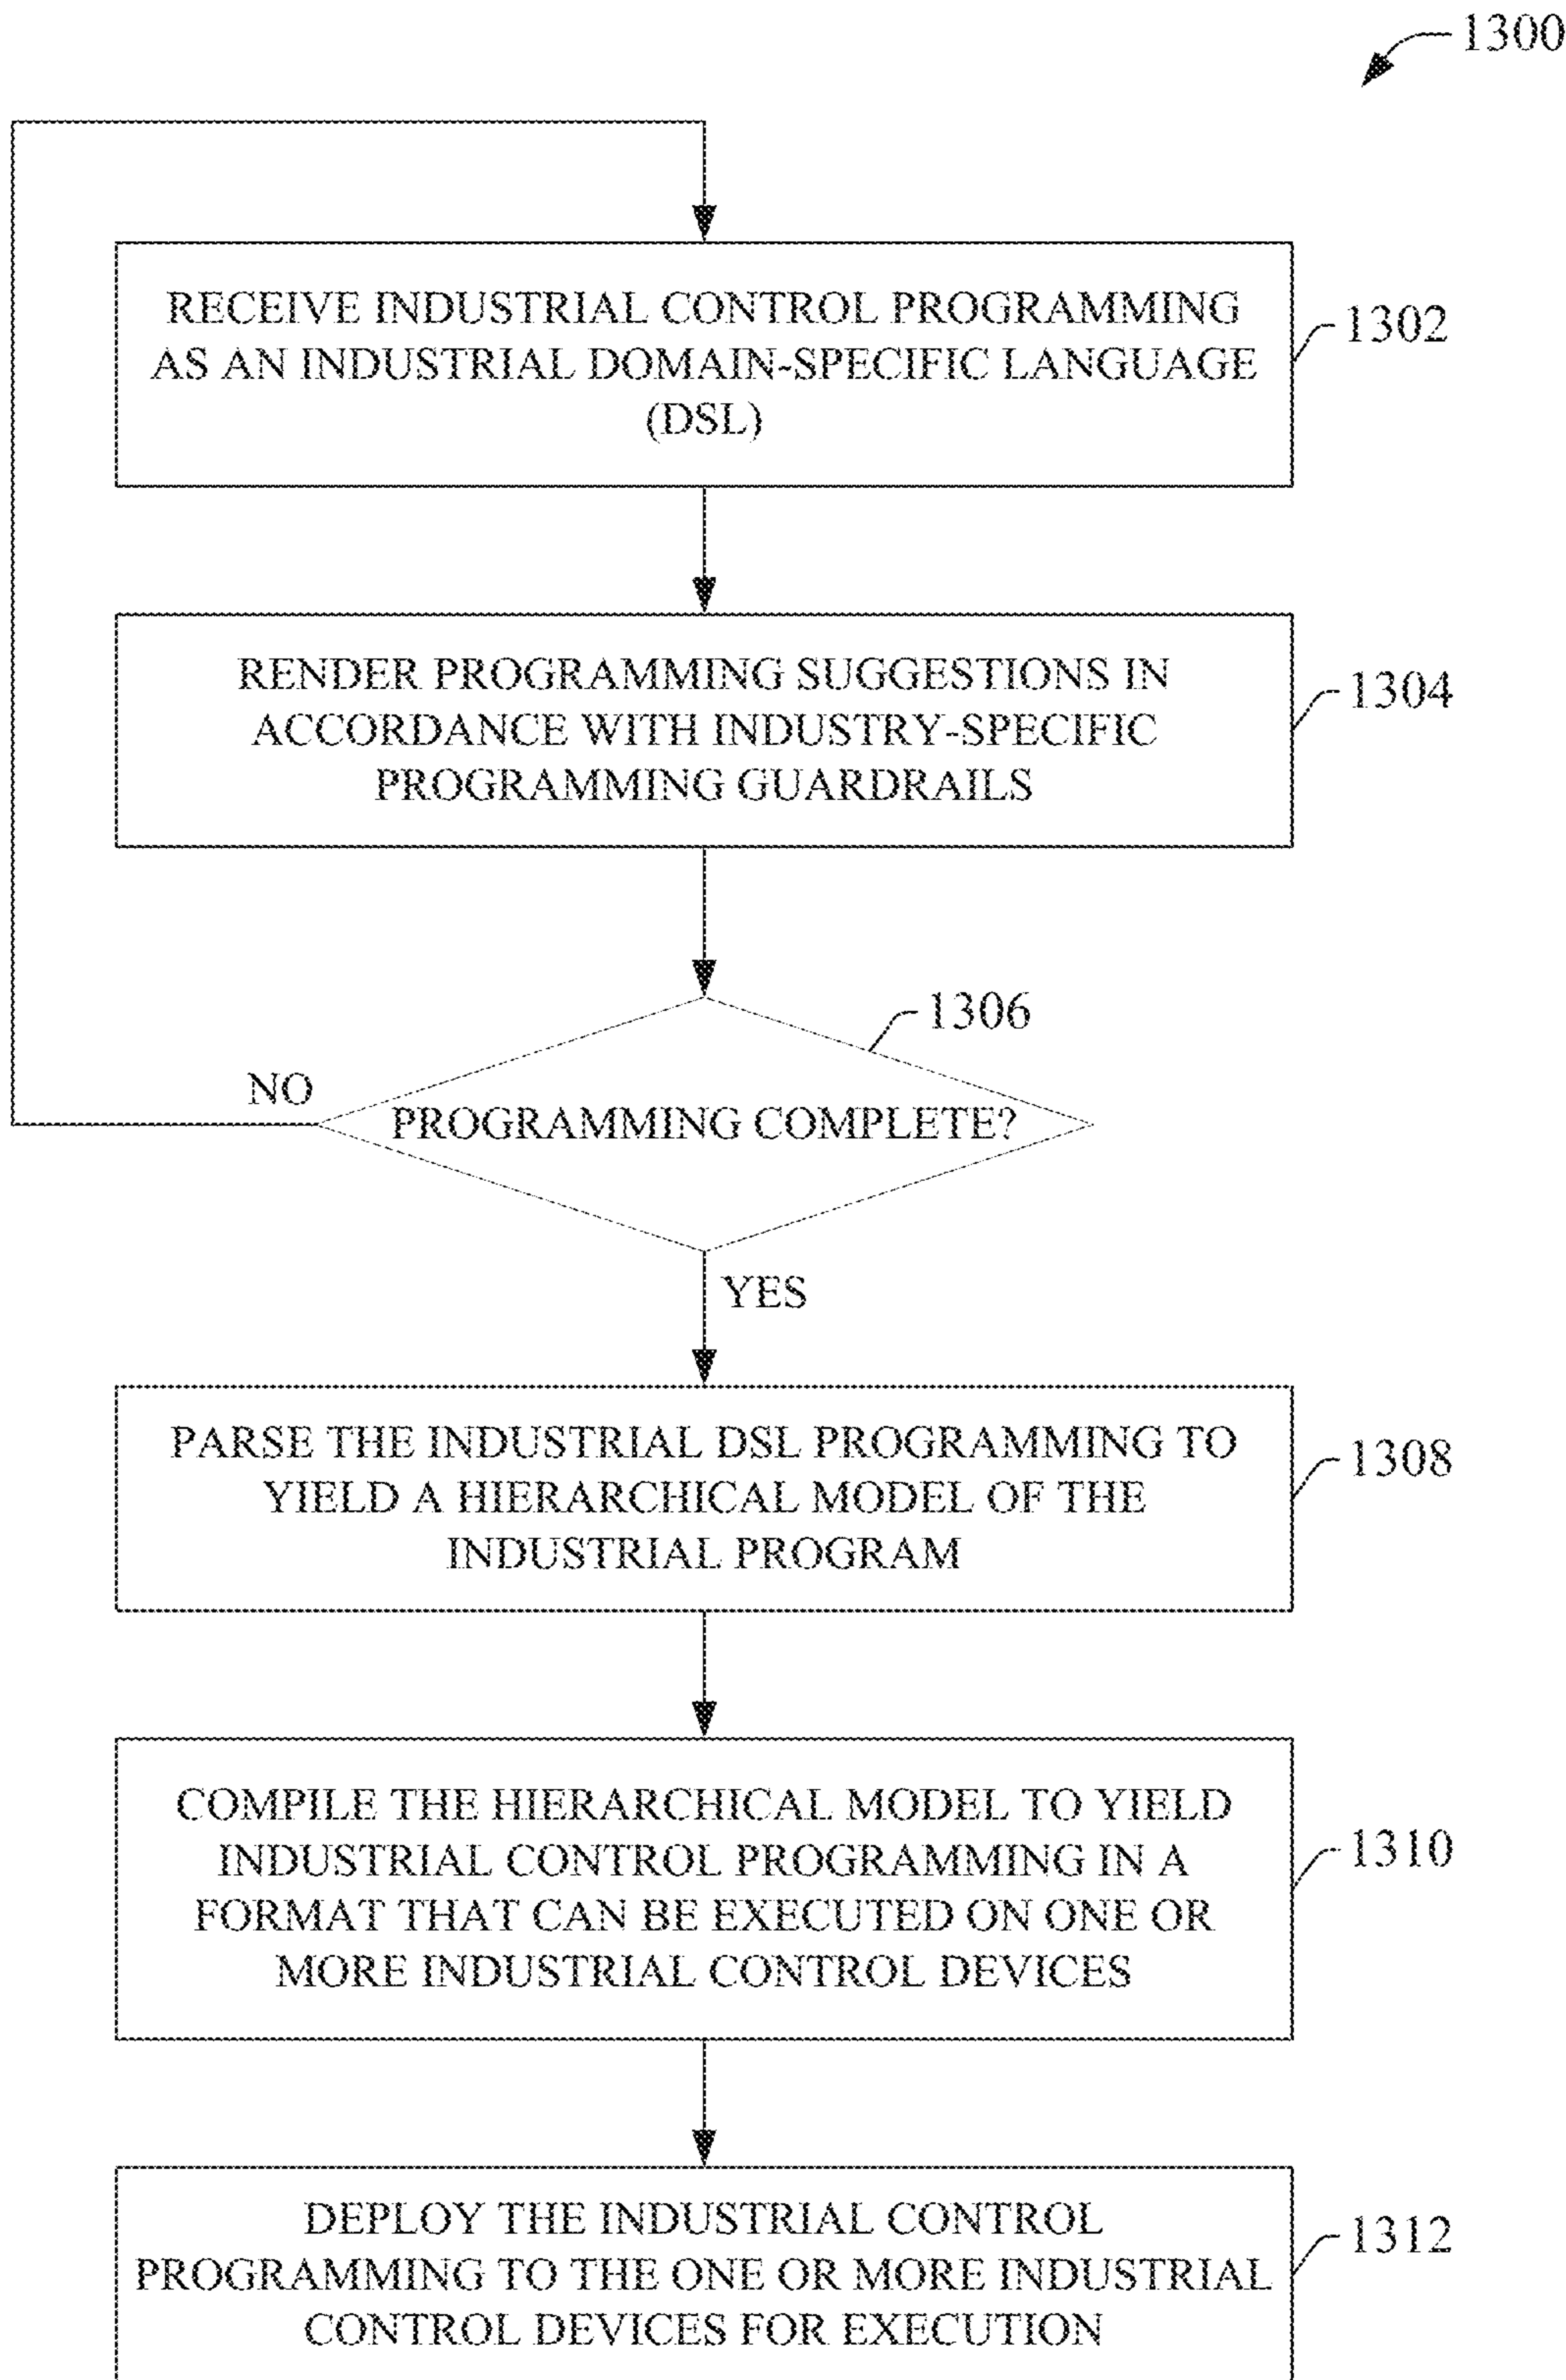 1300
RECEIVE INDUSTRIAL CONTROL PROGRAMMING
AS AN INDUSTRIAL DOMAIN-SPECIFIC LANGUAGE
(DSL)
1302
RENDER PROGRAMMING SUGGESTIONS IN
ACCORDANCE WITH INDUSTRY-SPECIFIC
PROGRAMMING GUARDRAILS
1304
1306
NO
PROGRAMMING COMPLETE?
YES
PARSE THE INDUSTRIAL DSL PROGRAMMING TO
YIELD A HIERARCHICAL MODEL OF THE
INDUSTRIAL PROGRAM
1308
COMPILE THE HIERARCHICAL MODEL TO YIELD
INDUSTRIAL CONTROL PROGRAMMING IN A
FORMAT THAT CAN BE EXECUTED ON ONE OR
MORE INDUSTRIAL CONTROL DEVICES
1310
DEPLOY THE INDUSTRIAL CONTROL
PROGRAMMING TO THE ONE OR MORE INDUSTRIAL
CONTROL DEVICES FOR EXECUTION
1312